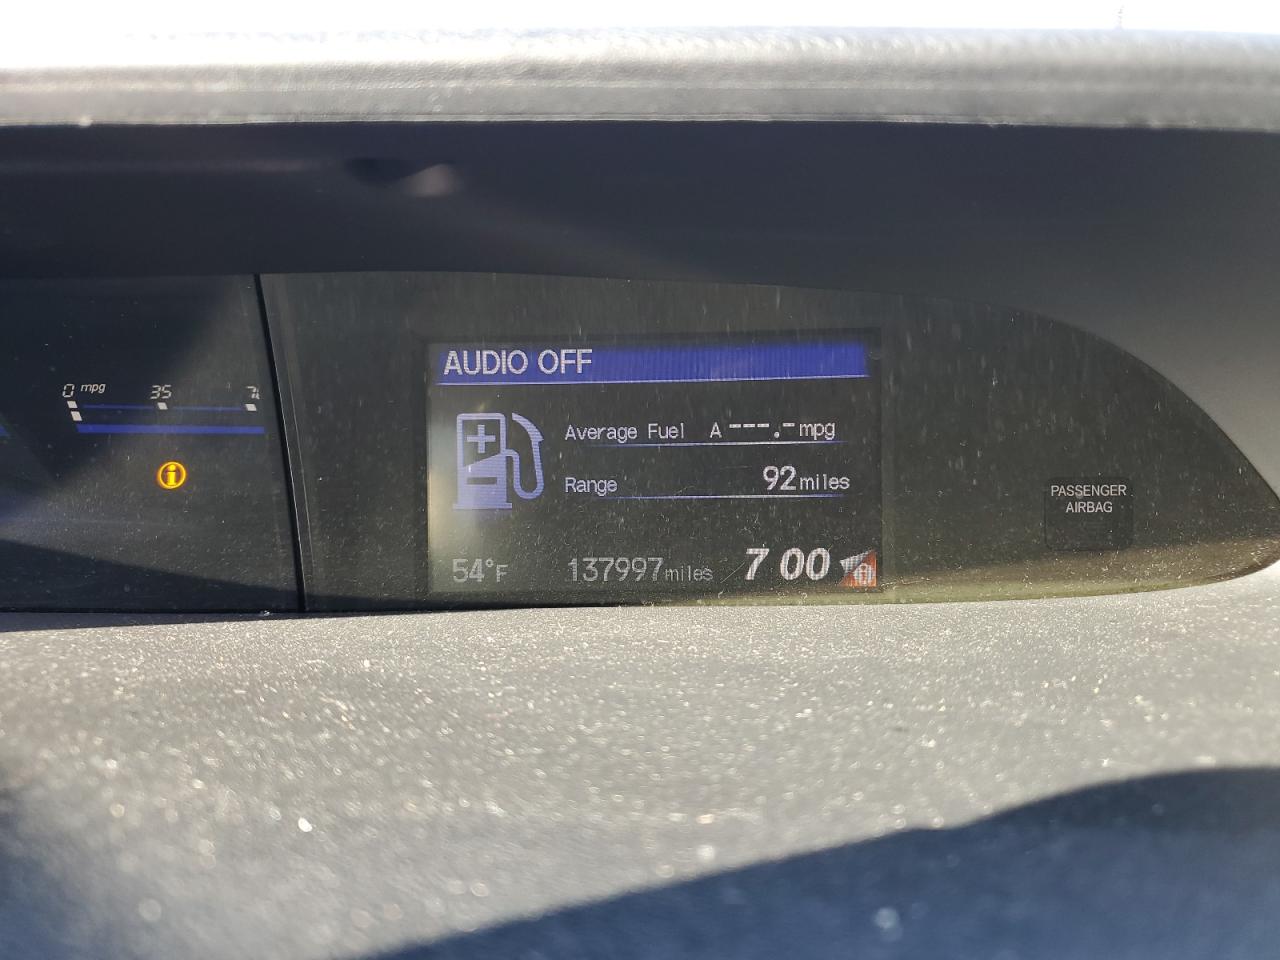 AUDIO OFF
0 mpg 35
Average Fuel A ---.- mpg
Range 92 miles
54°F 137997 miles 7 00
PASSENGER
AIRBAG
i